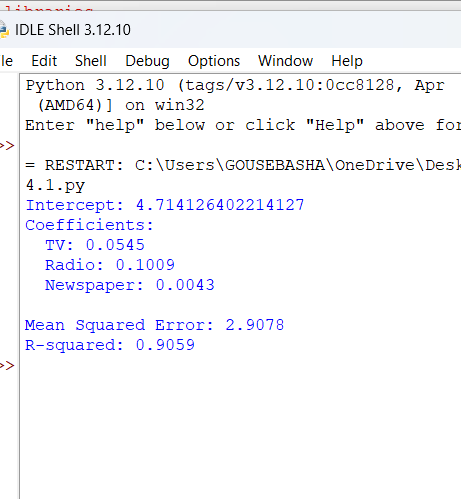 libraries
IDLE Shell 3.12.10
le Edit Shell Debug Options Window Help
Python 3.12.10 (tags/v3.12.10:0cc8128, Apr
(AMD64)] on win32
Enter "help" below or click "Help" above for
>>
= RESTART: C:\Users\GOUSEBASHA\OneDrive\Desk
4.1.py
Intercept: 4.714126402214127
Coefficients:
TV: 0.0545
Radio: 0.1009
Newspaper: 0.0043
Mean Squared Error: 2.9078
R-squared: 0.9059
>>